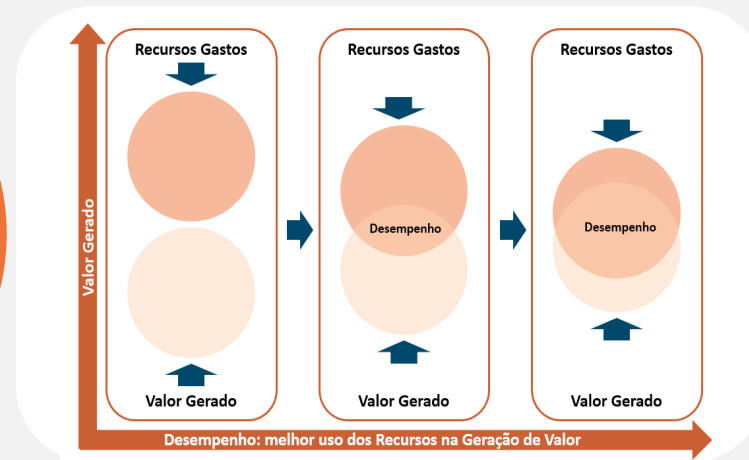 Recursos Gastos
Recursos Gastos
Recursos Gastos
Valor Gerado
Desempenho
Desempenho
Valor Gerado
Valor Gerado
Valor Gerado
Desempenho: melhor uso dos Recursos na Geração de Valor